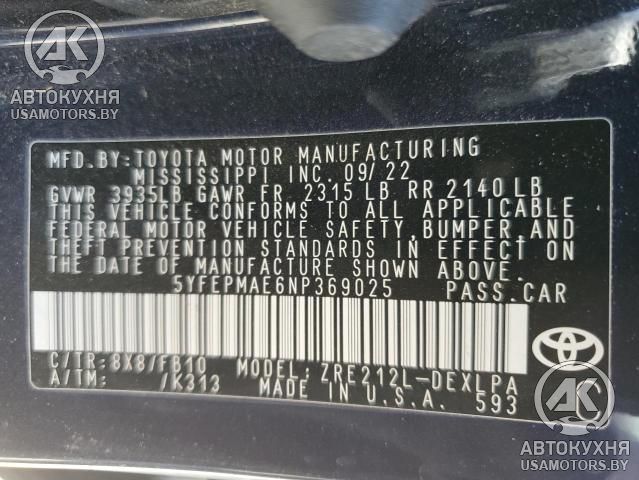 АК
АВТОКУХНЯ
USAMOTORS.BY
MFD.BY:TOYOTA MOTOR MANUFACTURING
MISSISSIPPI INC. 09/22
GVWR 3935LB GAWR FR. 2315 LB RR 2140 LB
THIS VEHICLE CONFORMS TO ALL APPLICABLE
FEDERAL MOTOR VEHICLE SAFETY, BUMPER, AND
THEFT PREVENTION STANDARDS IN EFFECT ON
THE DATE OF MANUFACTURE SHOWN ABOVE.
5YFEPMAE6NP369025 PASS.CAR
C/TR:8X8/FB10 MODEL: ZRE212L-DEXLPA
A/TM: /K313 MADE IN U.S.A. 593
TOYOTA
АК
АВТОКУХНЯ
USAMOTORS.BY